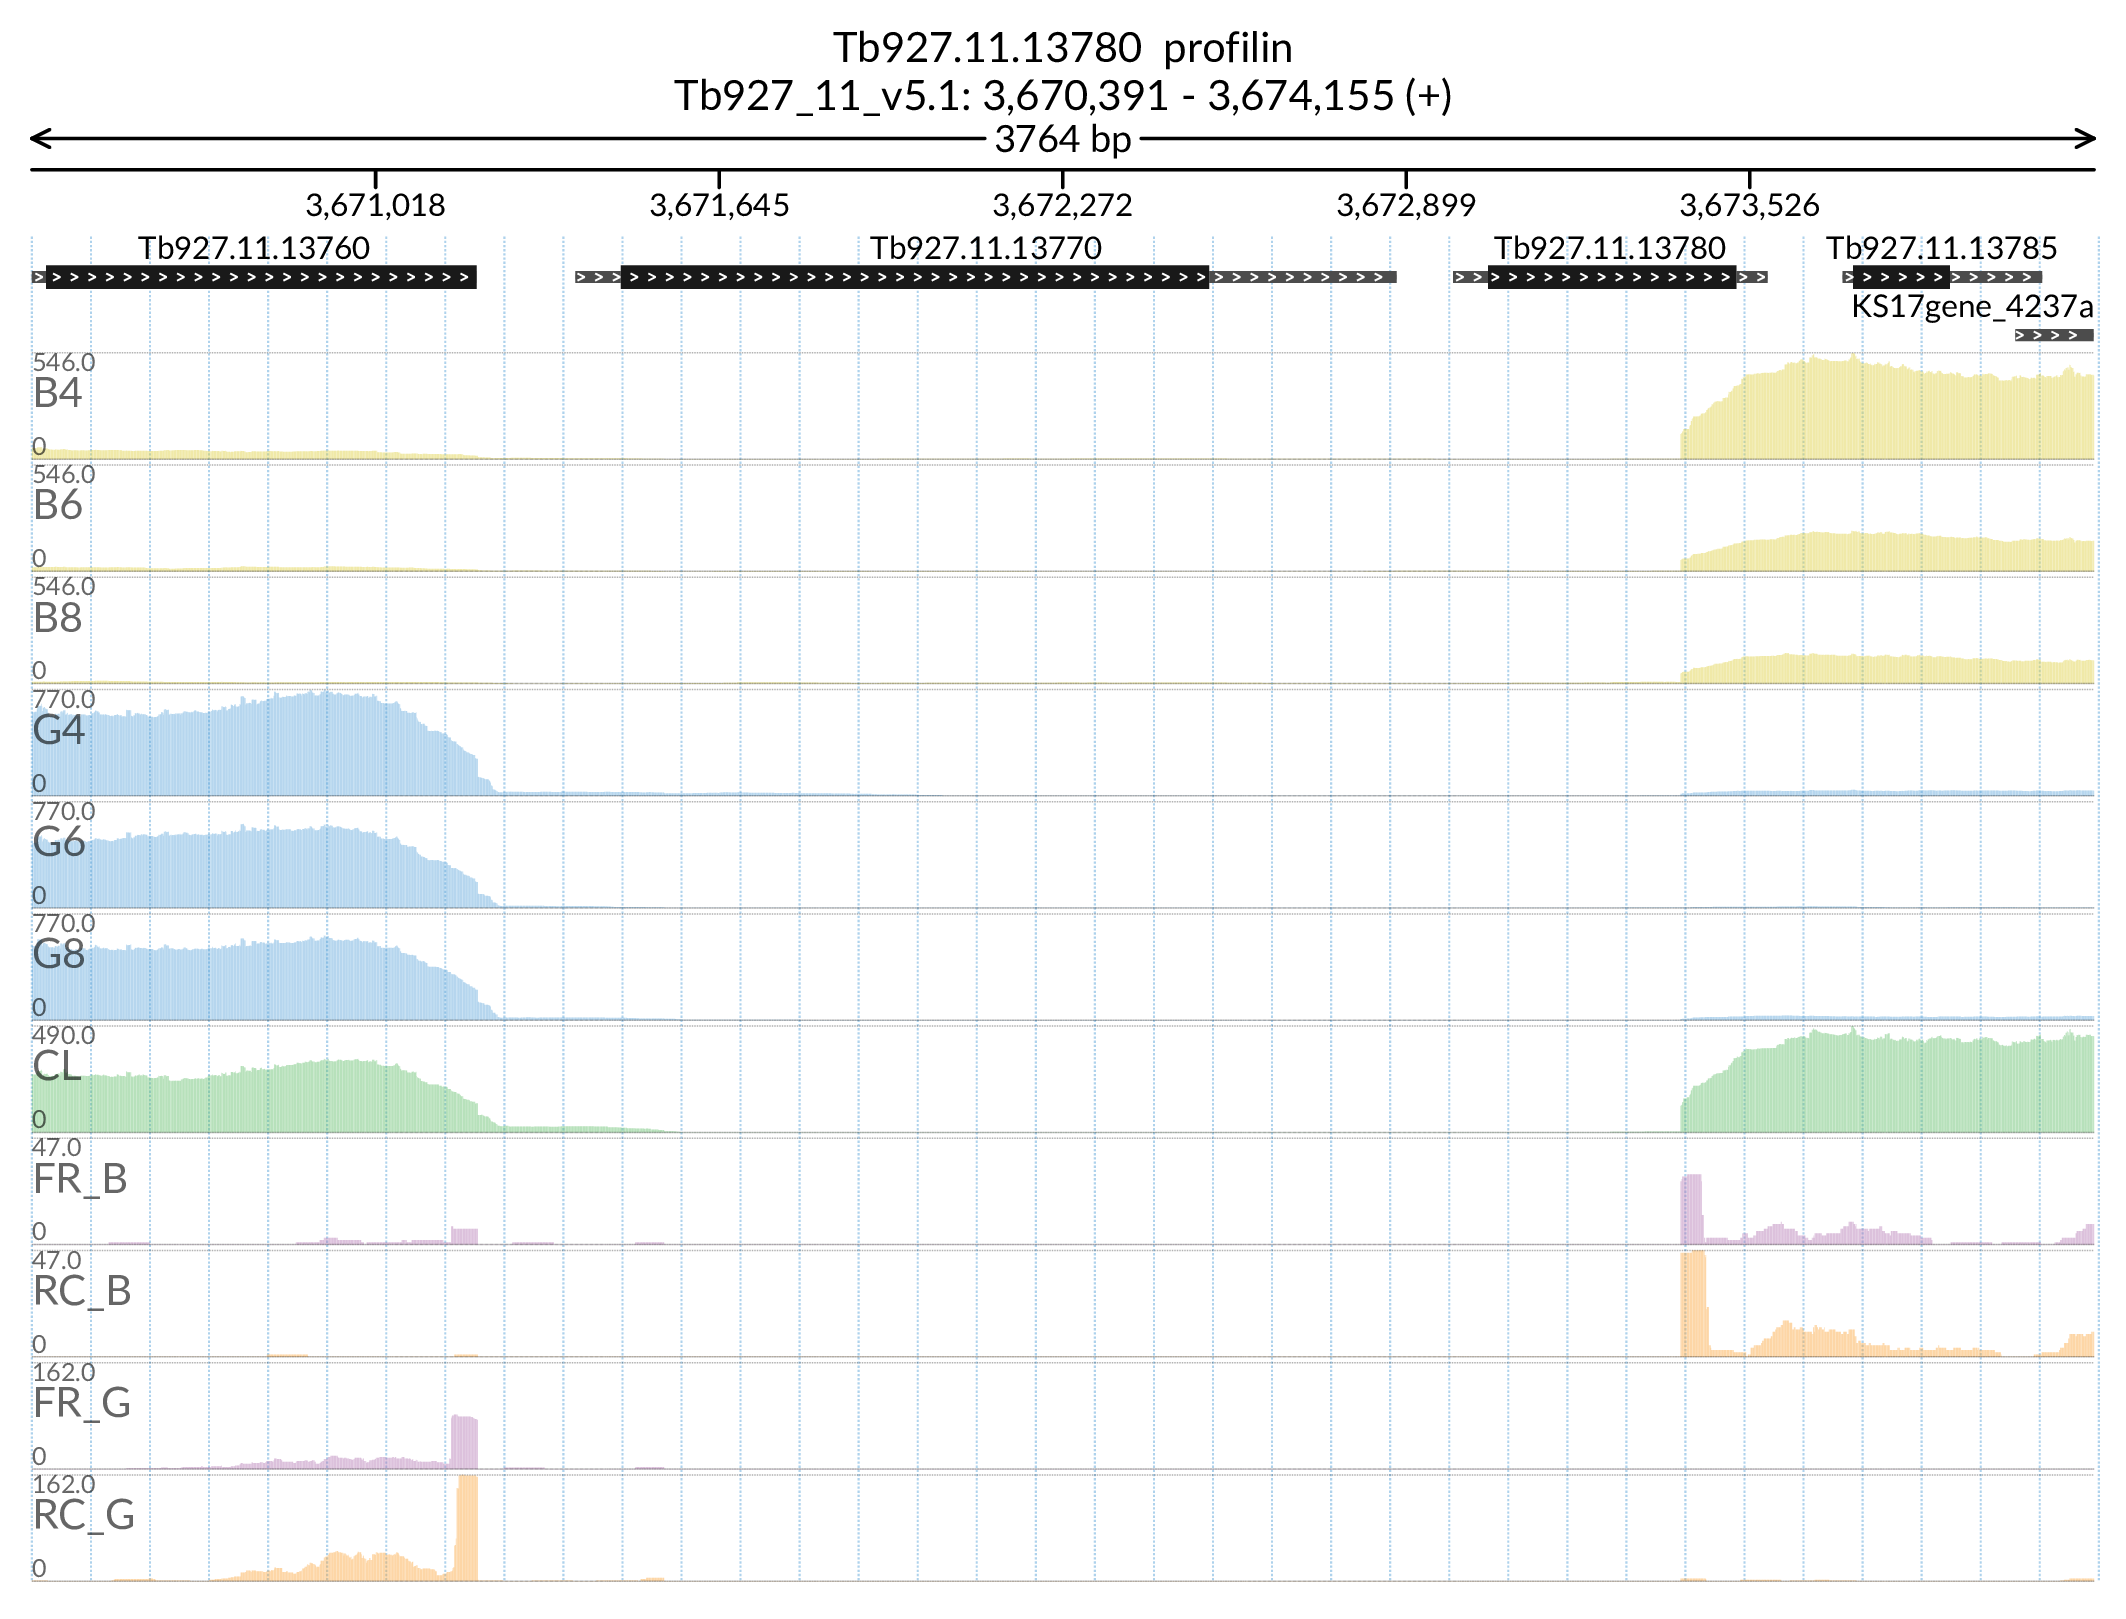 Tb927.11.13780 profilin
Tb927_11_v5.1: 3,670,391 - 3,674,155 (+)
3764 bp
3,671,018 3,671,645 3,672,272 3,672,899 3,673,526
Tb927.11.13760 Tb927.11.13770 Tb927.11.13780 Tb927.11.13785
KS17gene_4237a
546.0
B4
0
546.0
B6
0
546.0
B8
0
770.0
G4
0
770.0
G6
0
770.0
G8
0
490.0
CL
0
47.0
FR_B
0
47.0
RC_B
0
162.0
FR_G
0
162.0
RC_G
0